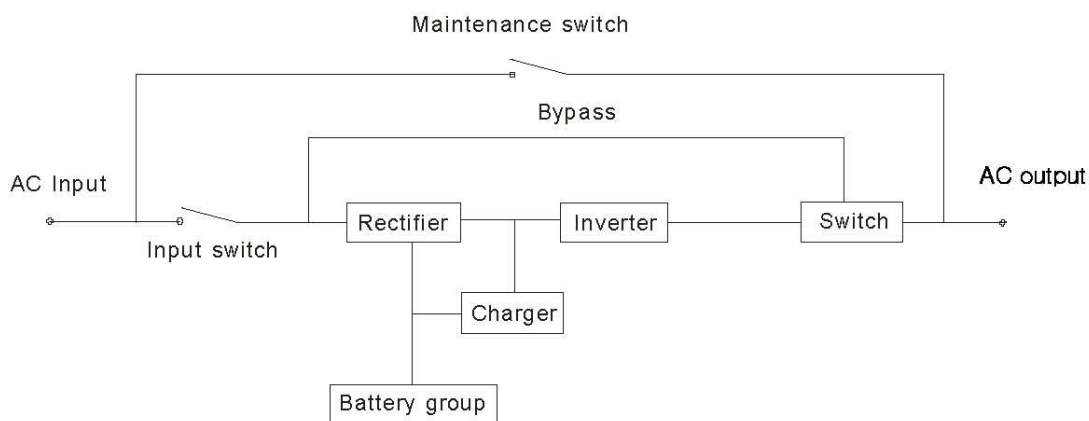 Maintenance switch
Bypass
AC Input
AC output
Input switch
Rectifier
Inverter
Switch
Charger
Battery group